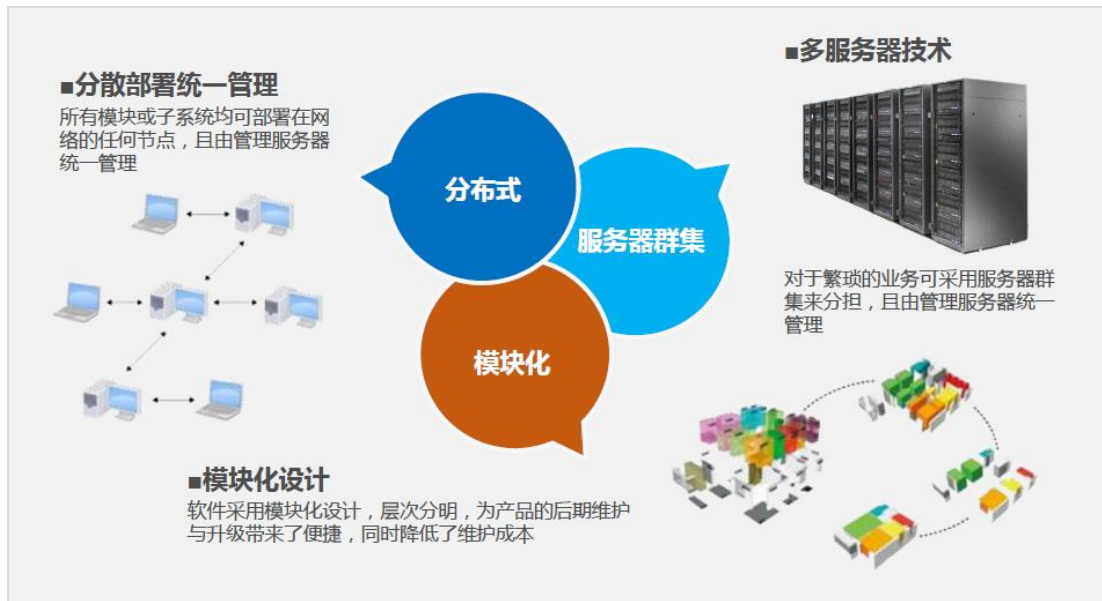 ■分散部署统一管理
所有模块或子系统均可部署在网
络的任何节点，且由管理服务器
统一管理
■多服务器技术
分布式
服务器群集
模块化
对于繁琐的业务可采用服务器群
集来分担，且由管理服务器统一
管理
■模块化设计
软件采用模块化设计，层次分明，为产品的后期维护
与升级带来了便捷，同时降低了维护成本